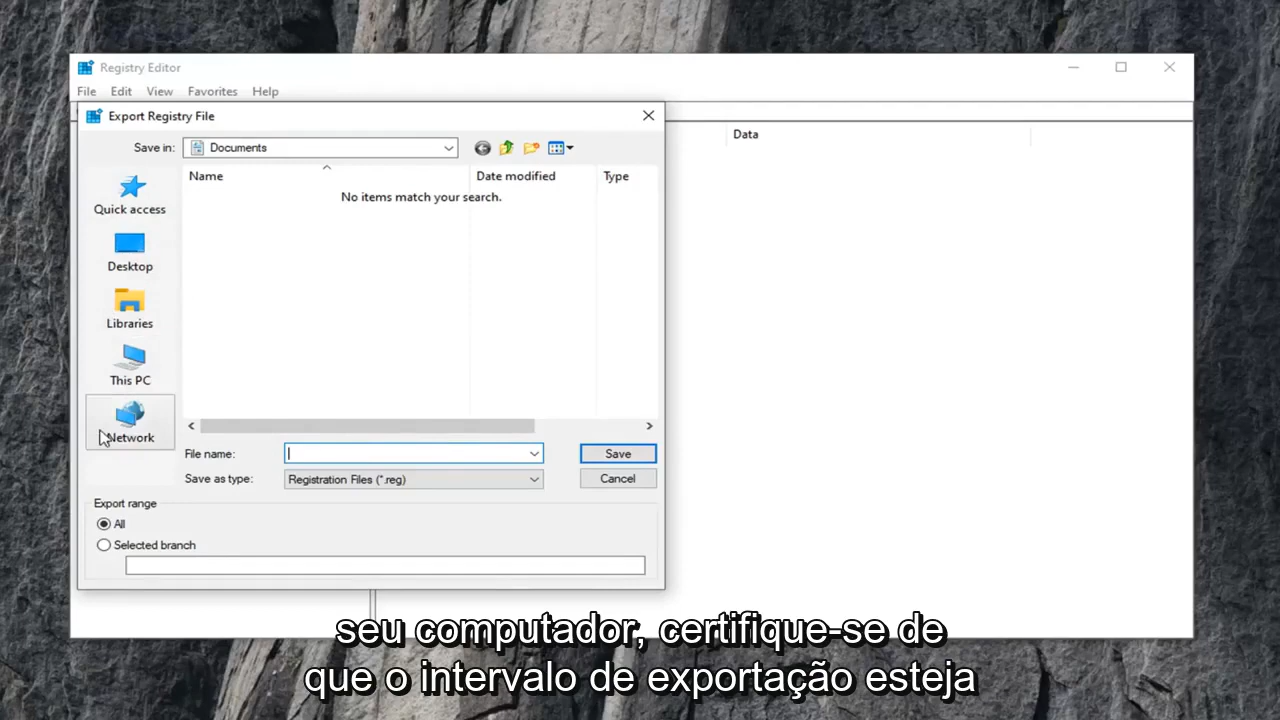 Registry Editor
File Edit View Favorites Help
Export Registry File
Save in: Documents
Data
Name Date modified Type
No items match your search.
Quick access
Desktop
Libraries
This PC
Network
File name: Save
Save as type: Registration Files (*.reg) Cancel
Export range
All
Selected branch
seu computador, certifique-se de
que o intervalo de exportação esteja